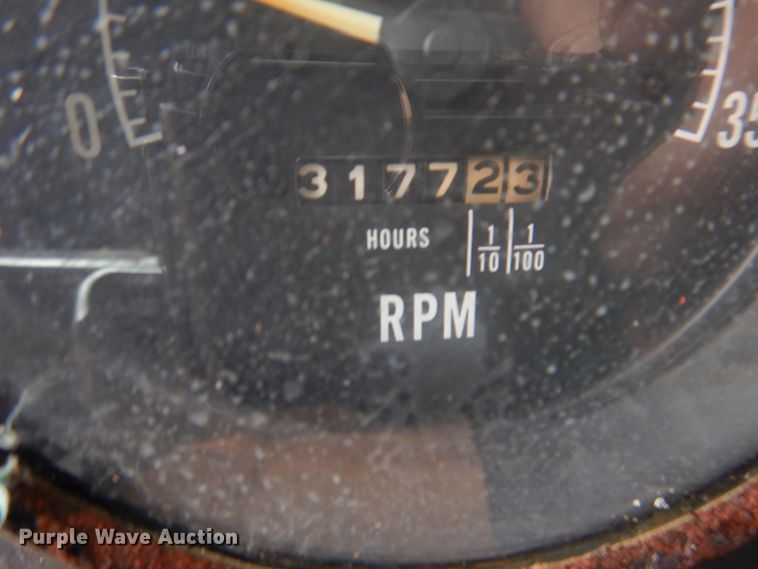 0
35
317723
HOURS 1/10 1/100
RPM
Purple Wave Auction